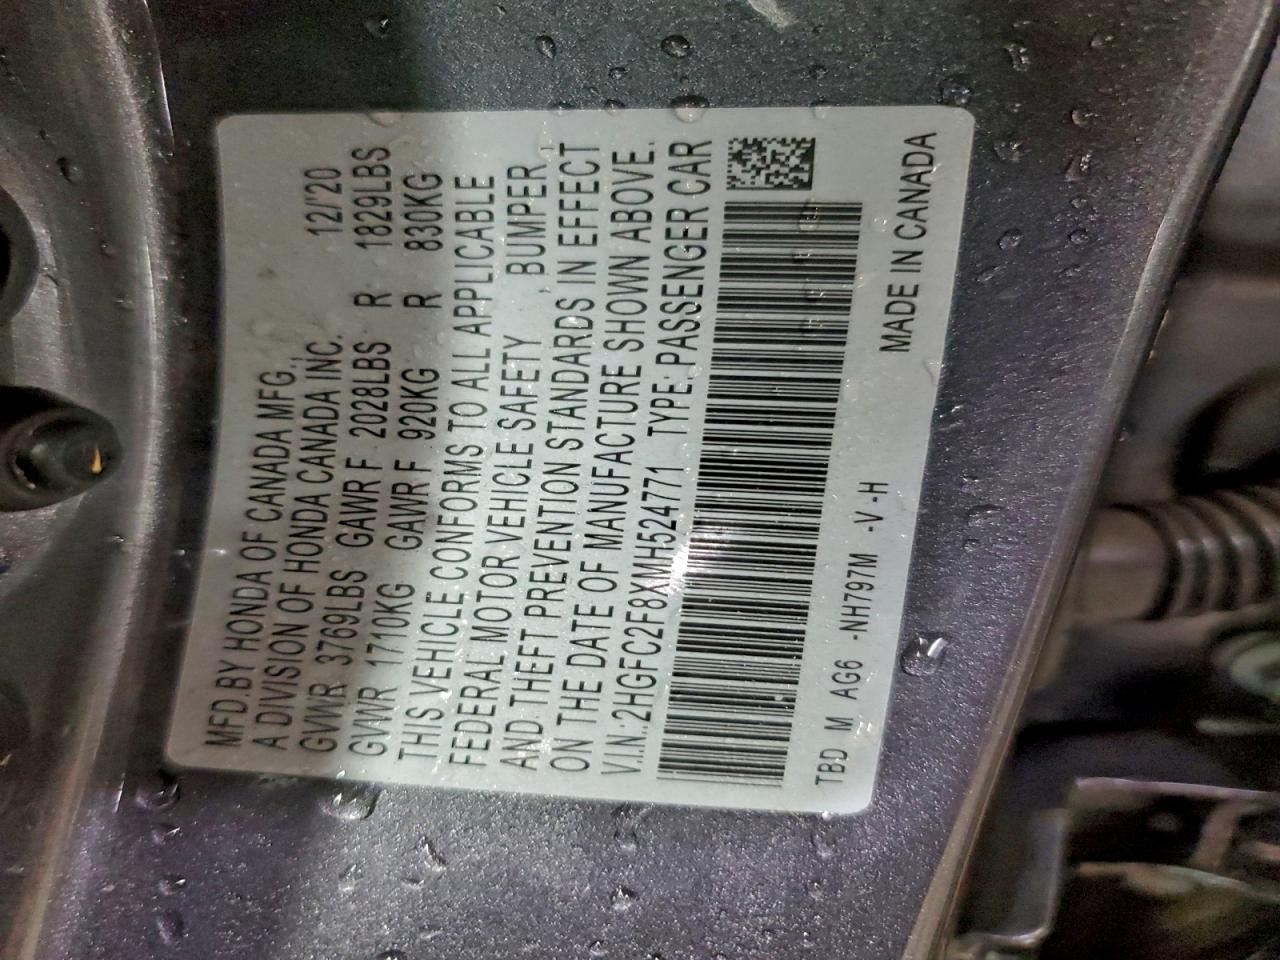 MFD.BY HONDA OF CANADA MFG.,
A DIVISION OF HONDA CANADA INC. 12/'20
GVWR 3769LBS GAWR F 2028LBS R 1829LBS
GVWR 1710KG GAWR F 920KG R 830KG
THIS VEHICLE CONFORMS TO ALL APPLICABLE
FEDERAL MOTOR VEHICLE SAFETY BUMPER,
AND THEFT PREVENTION STANDARDS IN EFFECT
ON THE DATE OF MANUFACTURE SHOWN ABOVE.
V.I.N.:2HGFC2F8XMH524771 TYPE:PASSENGER CAR
TBD M AG6 -NH797M -V -H MADE IN CANADA